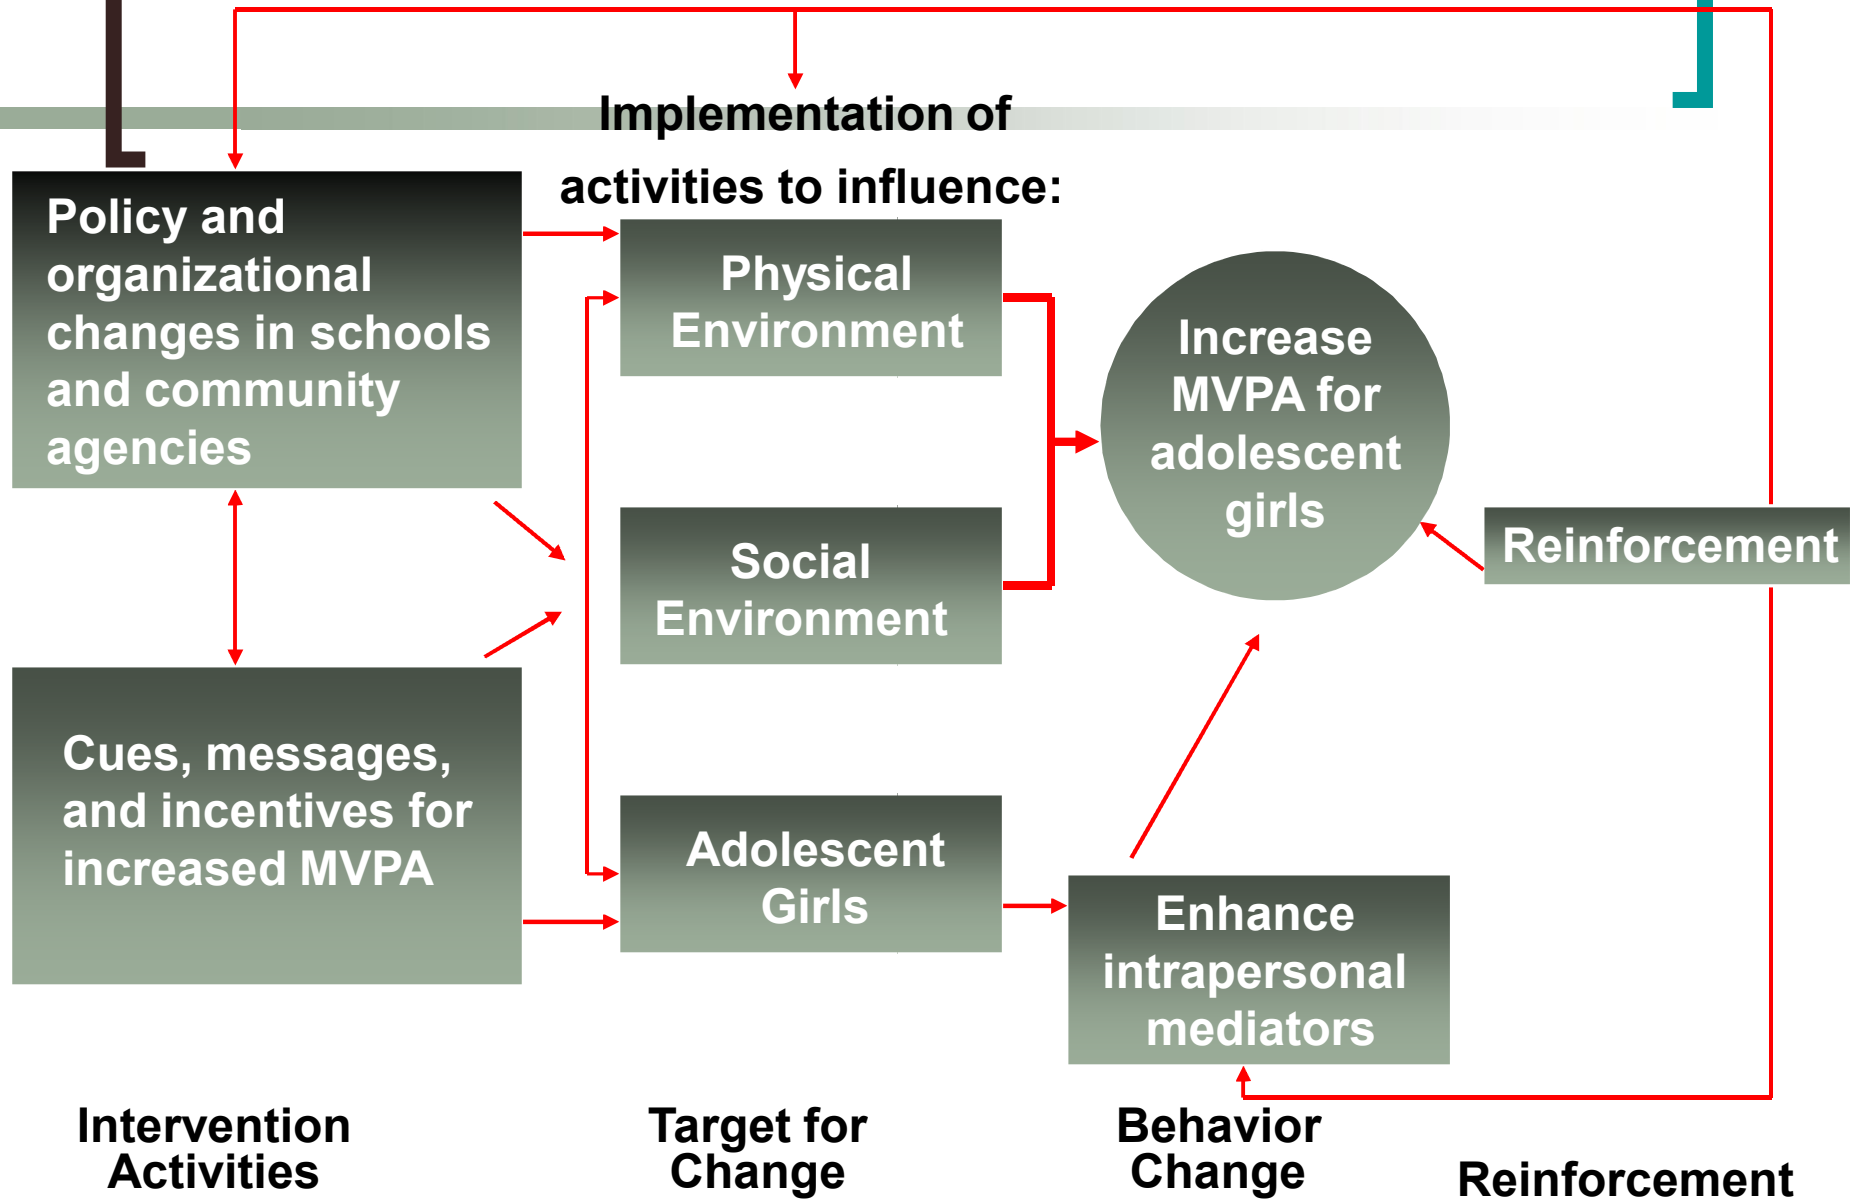 Implementation of
activities to influence:
Policy and
organizational
changes in schools
and community
agencies
Physical
Environment
Increase
MVPA for
adolescent
girls
Reinforcement
Social
Environment
Cues, messages,
and incentives for
increased MVPA
Adolescent
Girls
Enhance
intrapersonal
mediators
Intervention
Activities
Target for
Change
Behavior
Change
Reinforcement